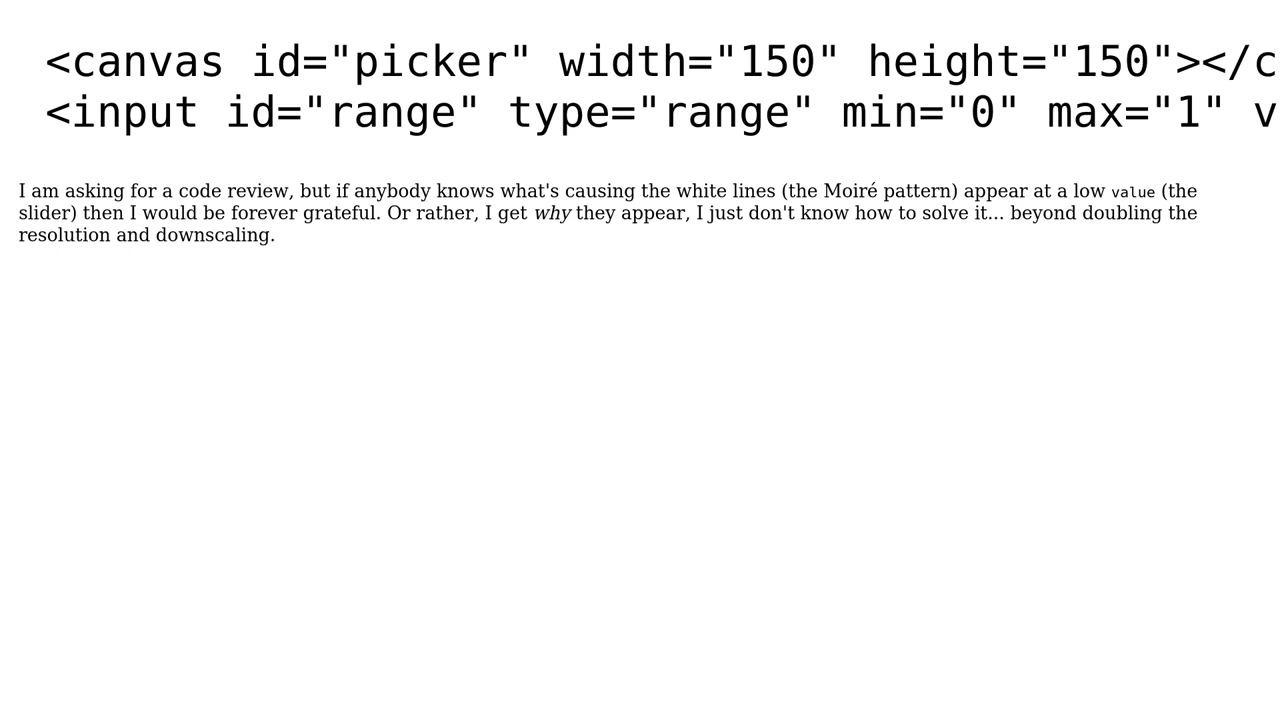 <canvas id="picker" width="150" height="150"></c
<input id="range" type="range" min="0" max="1" v
I am asking for a code review, but if anybody knows what's causing the white lines (the Moiré pattern) appear at a low value (the
slider) then I would be forever grateful. Or rather, I get why they appear, I just don't know how to solve it... beyond doubling the
resolution and downscaling.